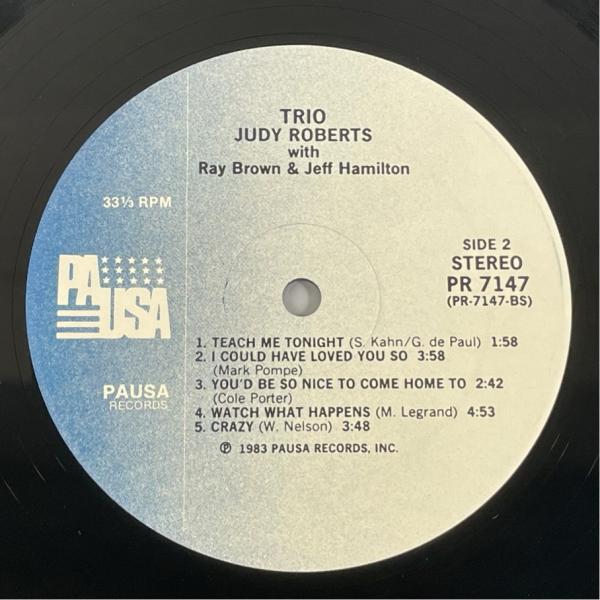 TRIO
JUDY ROBERTS
with
Ray Brown & Jeff Hamilton
33⅓ RPM
SIDE 2
STEREO
PR 7147
(PR-7147-BS)
PAUSA
PAUSA
RECORDS
1. TEACH ME TONIGHT (S. Kahn/G. de Paul) 1:58
2. I COULD HAVE LOVED YOU SO 3:58
(Mark Pompe)
3. YOU'D BE SO NICE TO COME HOME TO 2:42
(Cole Porter)
4. WATCH WHAT HAPPENS (M. Legrand) 4:53
5. CRAZY (W. Nelson) 3:48
℗ 1983 PAUSA RECORDS, INC.